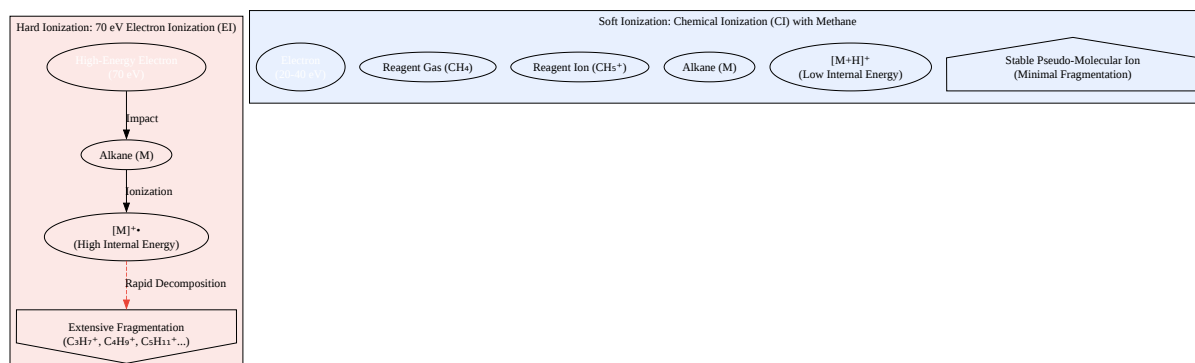 Hard Ionization: 70 eV Electron Ionization (EI)
High-Energy Electron
(70 eV)
Impact
Alkane (M)
Ionization
[M]⁺•
(High Internal Energy)
Rapid Decomposition
Extensive Fragmentation
(C₃H₇⁺, C₄H₉⁺, C₅H₁₁⁺...)
Soft Ionization: Chemical Ionization (CI) with Methane
Electron
(20-40 eV)
Reagent Gas (CH₄)
Reagent Ion (CH₅⁺)
Alkane (M)
[M+H]⁺
(Low Internal Energy)
Stable Pseudo-Molecular Ion
(Minimal Fragmentation)